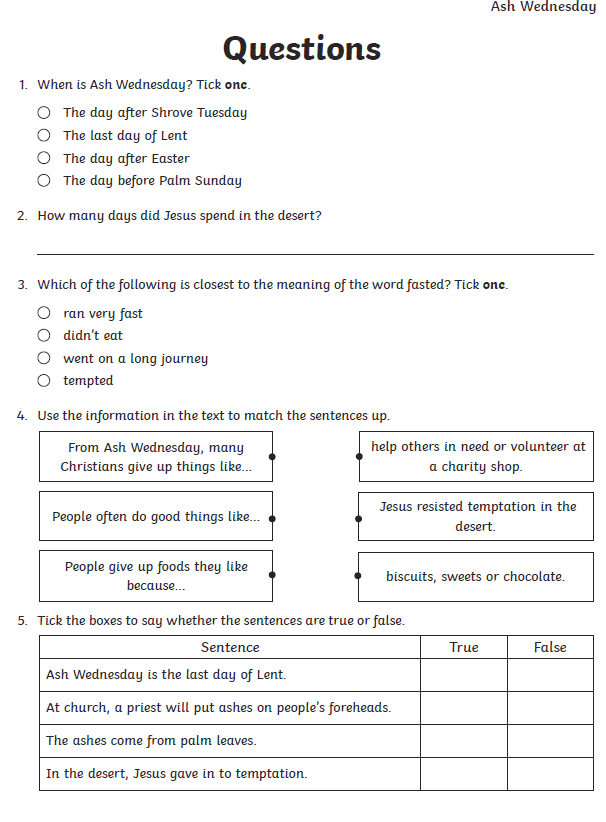 Ash Wednesday
Questions
1. When is Ash Wednesday? Tick one.
The day after Shrove Tuesday
The last day of Lent
The day after Easter
The day before Palm Sunday
2. How many days did Jesus spend in the desert?
3. Which of the following is closest to the meaning of the word fasted? Tick one.
ran very fast
didn't eat
went on a long journey
tempted
4. Use the information in the text to match the sentences up.
From Ash Wednesday, many
Christians give up things like...
help others in need or volunteer at
a charity shop.
People often do good things like...
Jesus resisted temptation in the
desert.
People give up foods they like
because...
biscuits, sweets or chocolate.
5. Tick the boxes to say whether the sentences are true or false.
Sentence True False
Ash Wednesday is the last day of Lent.
At church, a priest will put ashes on people's foreheads.
The ashes come from palm leaves.
In the desert, Jesus gave in to temptation.